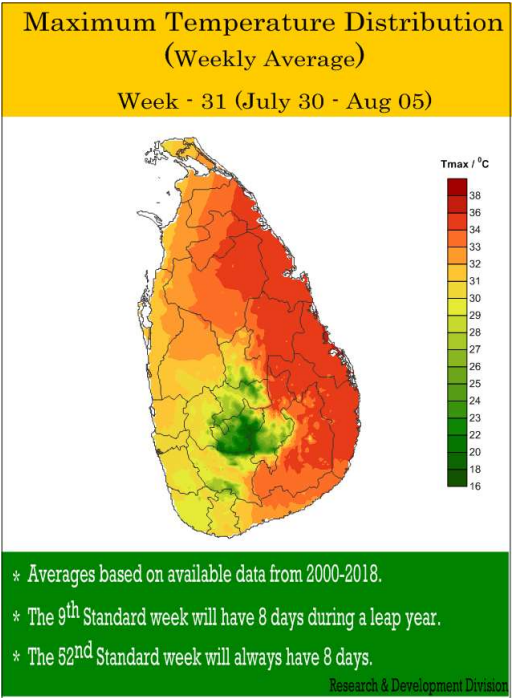 Maximum Temperature Distribution
(Weekly Average)
Week - 31 (July 30 - Aug 05)
Tmax / ⁰C
38
36
34
33
32
31
30
29
28
27
26
25
24
23
22
20
18
16
* Averages based on available data from 2000-2018.
* The 9th Standard week will have 8 days during a leap year.
* The 52nd Standard week will always have 8 days.
Research & Development Division